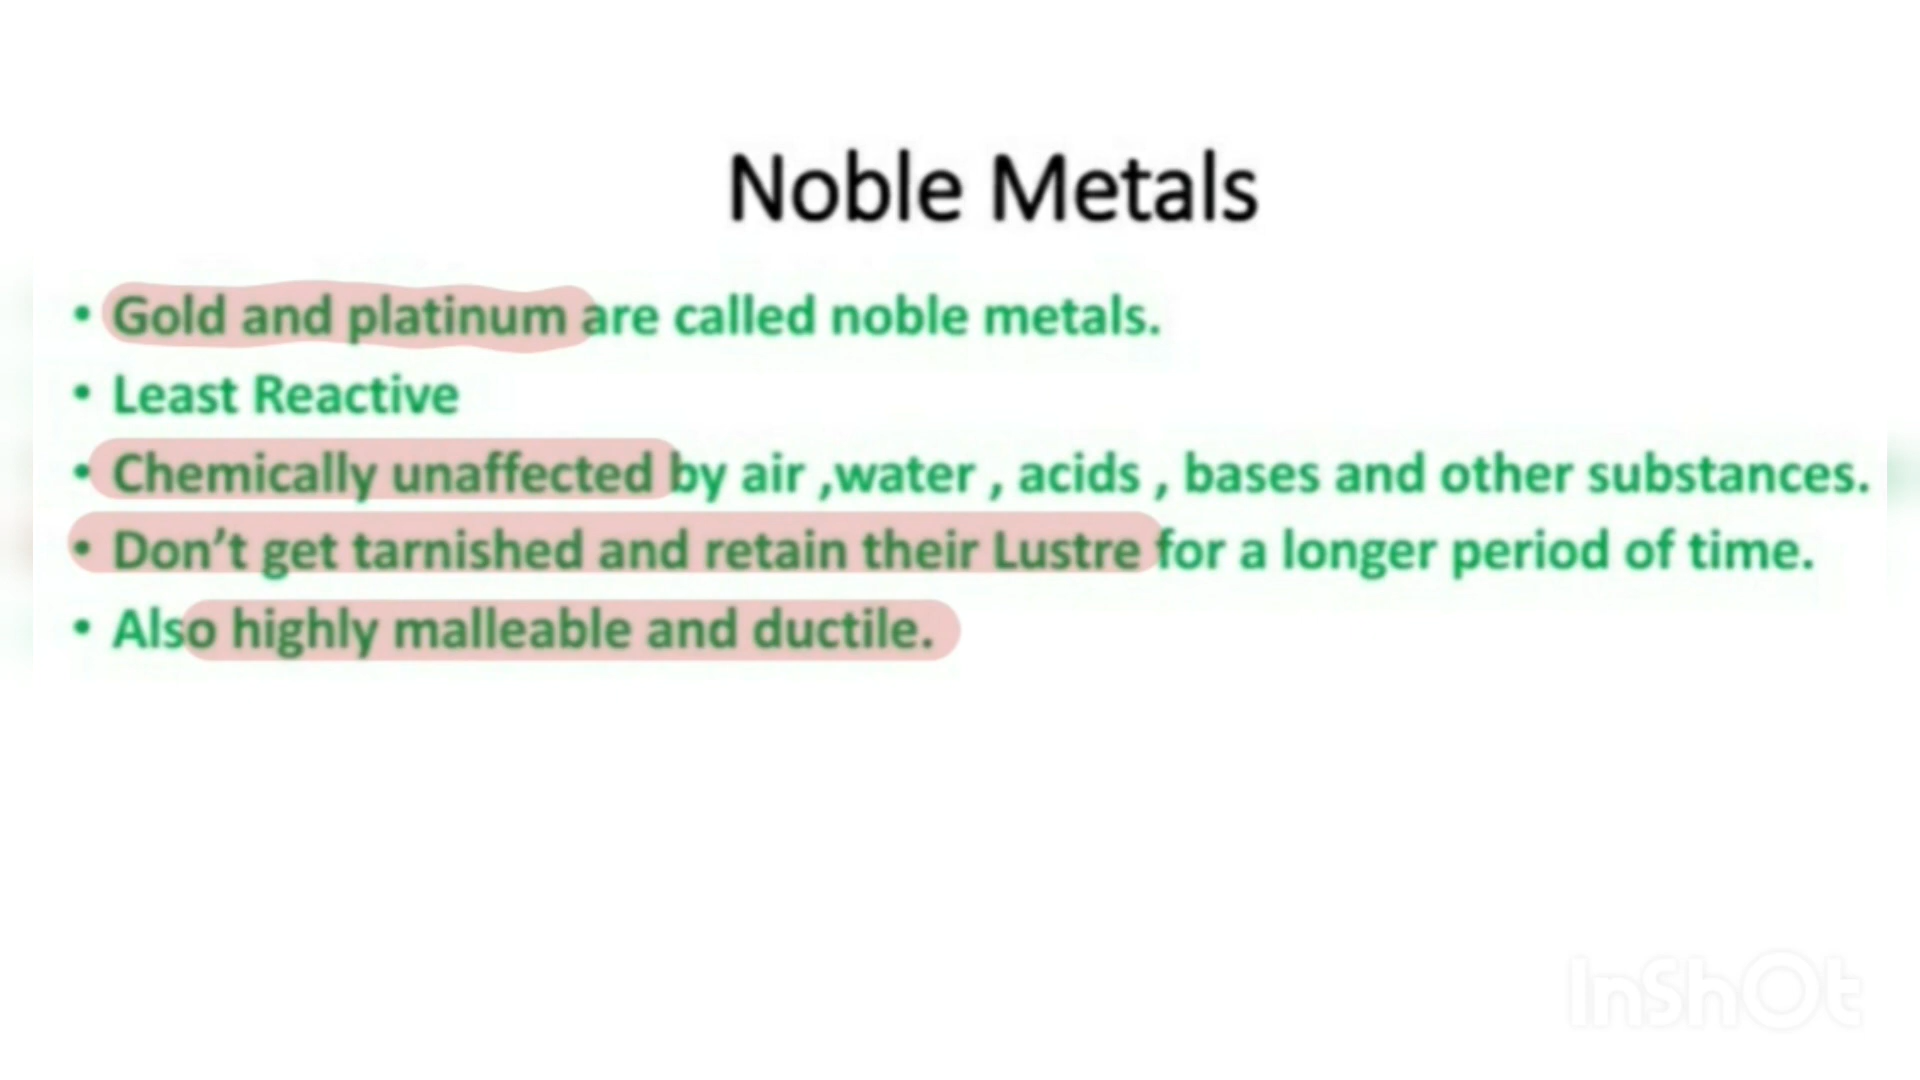 Noble Metals
• Gold and platinum are called noble metals.
• Least Reactive
• Chemically unaffected by air ,water , acids , bases and other substances.
• Don't get tarnished and retain their Lustre for a longer period of time.
• Also highly malleable and ductile.
InShOt